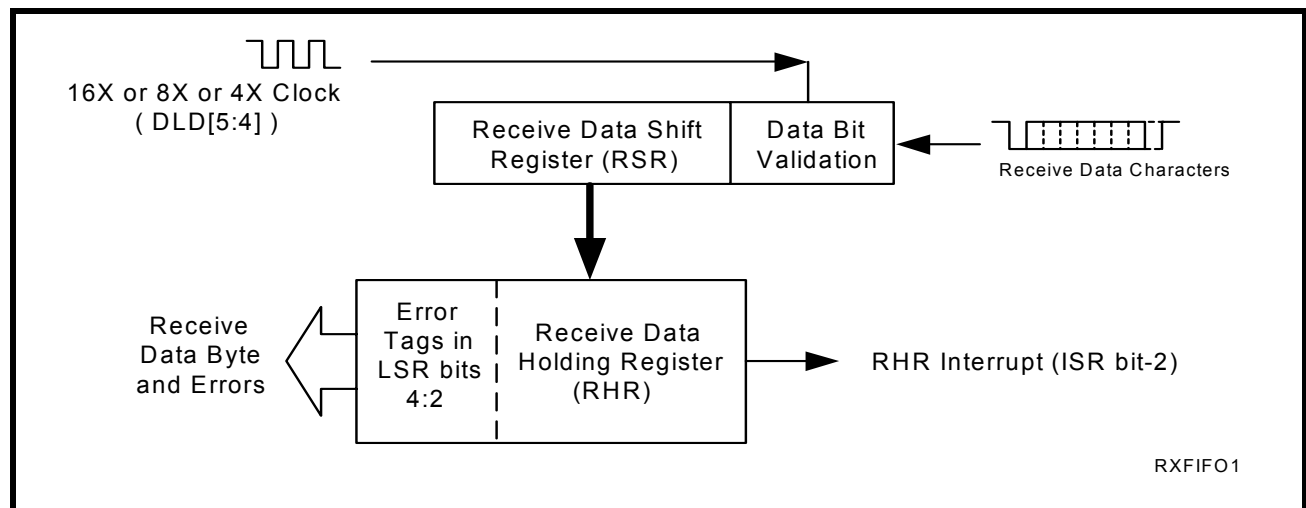 16X or 8X or 4X Clock
( DLD[5:4] )
Receive Data Shift
Register (RSR)
Data Bit
Validation
Receive Data Characters
Receive
Data Byte
and Errors
Error
Tags in
LSR bits
4:2
Receive Data
Holding Register
(RHR)
RHR Interrupt (ISR bit-2)
RXFIFO1